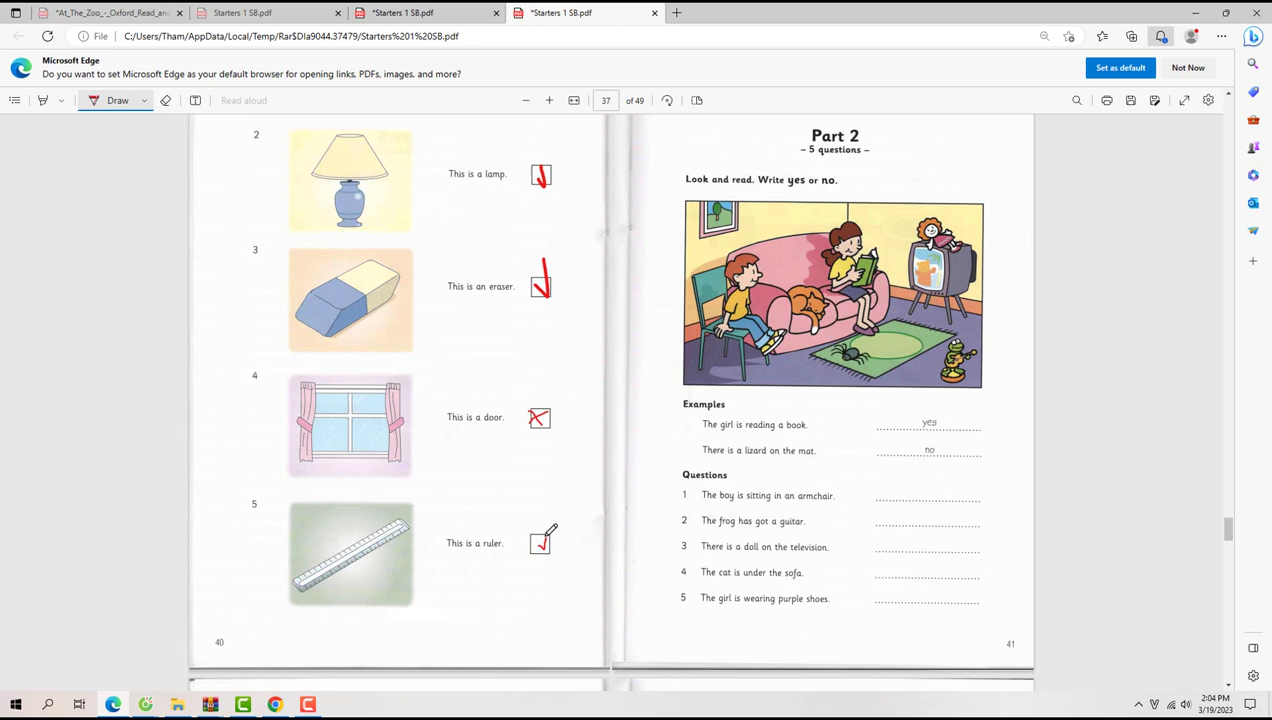 *At_The_Zoo_-_Oxford_Read_an
Starters 1 SB.pdf
*Starters 1 SB.pdf
*Starters 1 SB.pdf
File
C:/Users/Tham/AppData/Local/Temp/Rar$DIa9044.37479/Starters%201%20SB.pdf
Microsoft Edge
Do you want to set Microsoft Edge as your default browser for opening links, PDFs, images, and more?
Set as default
Not Now
Draw
Read aloud
37
of 49
2
This is a lamp.
3
This is an eraser.
4
This is a door.
5
This is a ruler.
40
Part 2
– 5 questions –
Look and read. Write yes or no.
Examples
The girl is reading a book. yes
There is a lizard on the mat. no
Questions
1 The boy is sitting in an armchair.
2 The frog has got a guitar.
3 There is a doll on the television.
4 The cat is under the sofa.
5 The girl is wearing purple shoes.
41
2:04 PM
3/19/2023